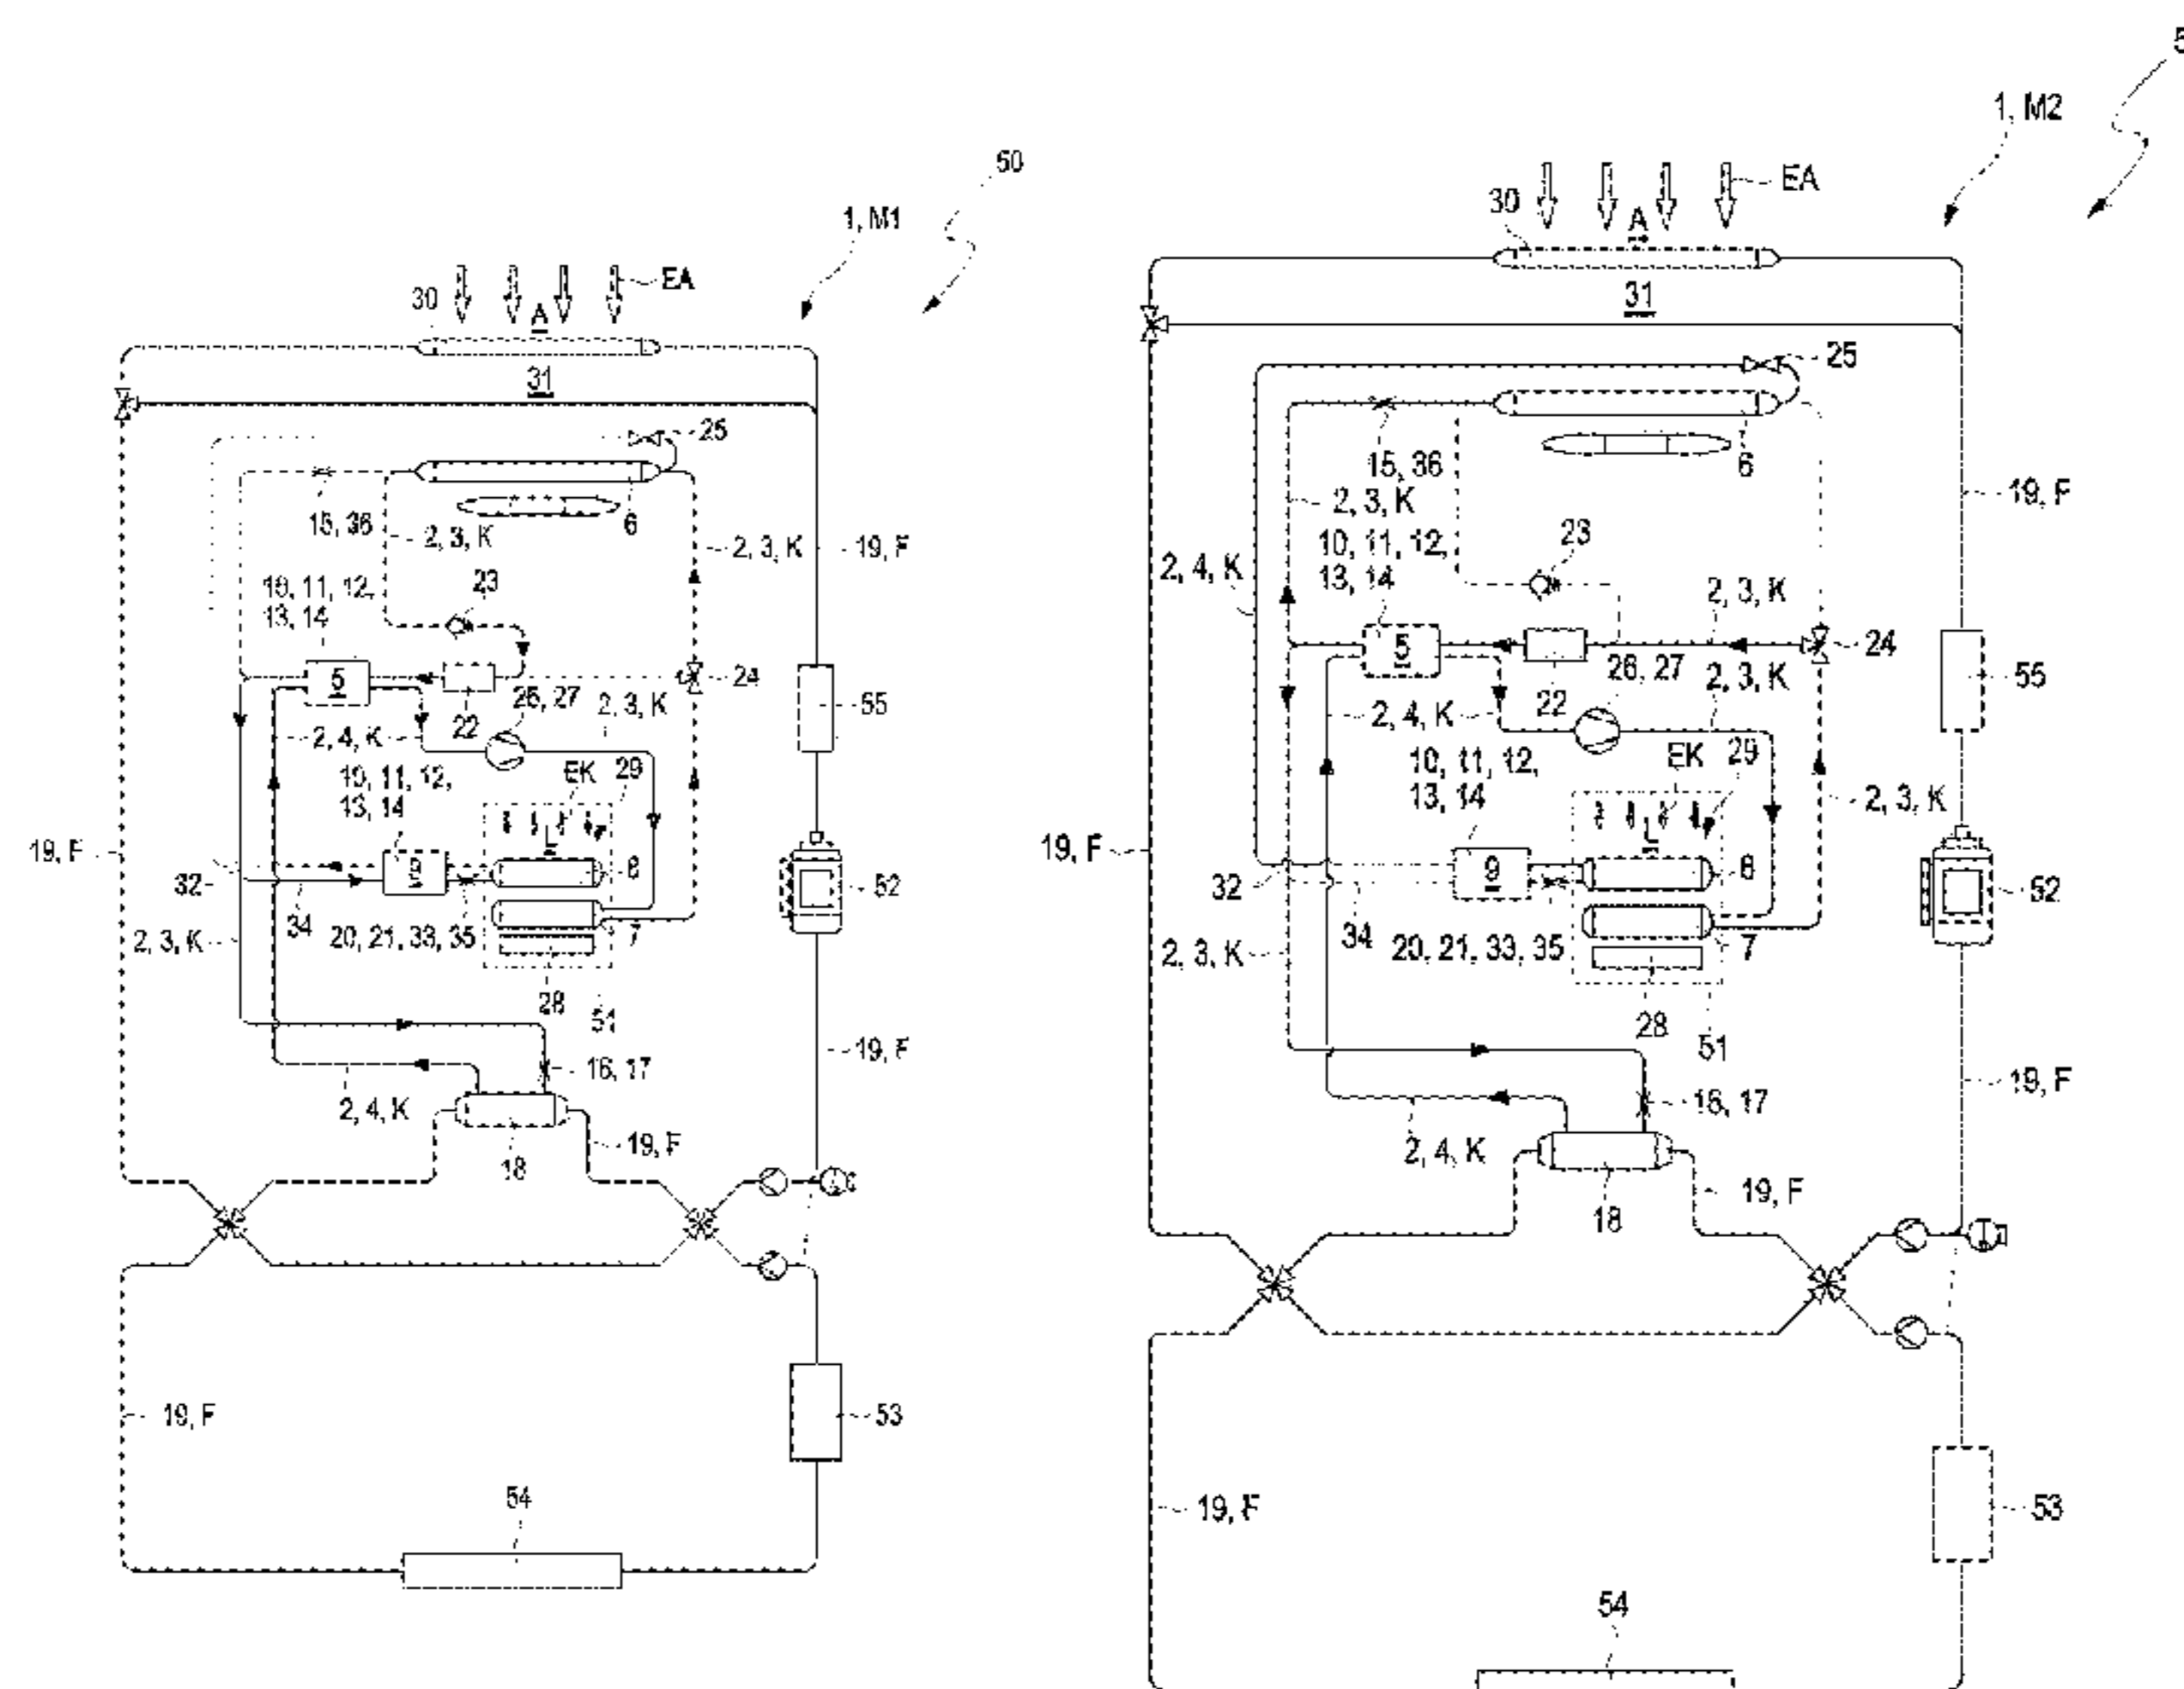 50
1, M1
EA
30
A
31
25
15, 36
2, 3, K
6
2, 3, K
19, F
10, 11, 12,
13, 14
23
5
24
22
26, 27
2, 3, K
55
2, 4, K
10, 11, 12,
13, 14
EK
29
L
19, F
32
9
8
52
34
2, 3, K
20, 21, 33, 35
7
28
51
19, F
16, 17
2, 4, K
18
19, F
19, F
53
54
5
1, M2
EA
30
A
31
25
15, 36
6
2, 3, K
19, F
10, 11, 12,
13, 14
23
2, 4, K
2, 3, K
5
24
26, 27
22
2, 3, K
55
2, 4, K
10, 11, 12,
13, 14
EK
29
L
2, 3, K
19, F
32
9
8
52
34
2, 3, K
20, 21, 33, 35
7
28
51
19, F
16, 17
2, 4, K
18
19, F
19, F
53
54